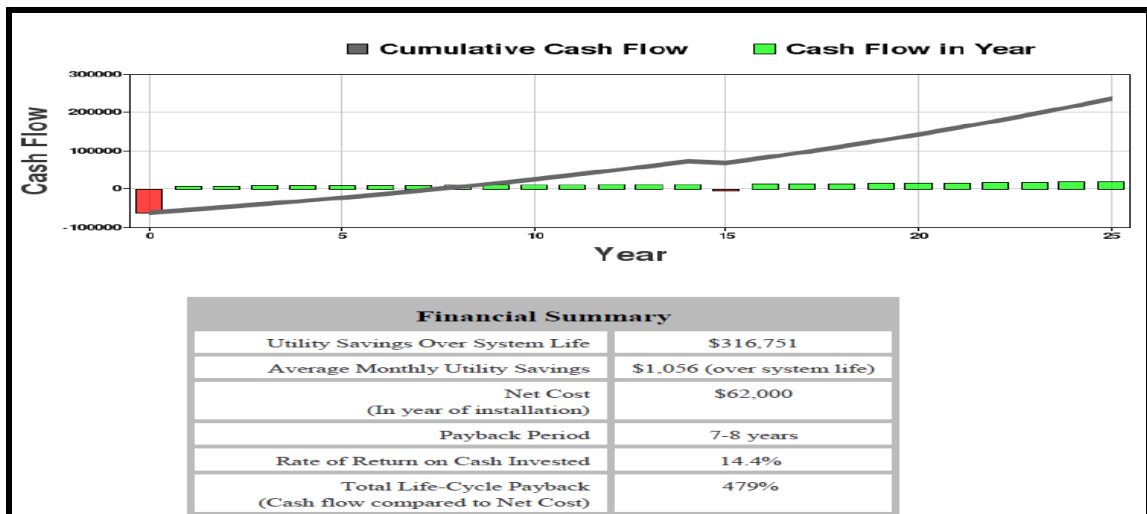 Cumulative Cash Flow
Cash Flow in Year
300000
200000
100000
0
-100000
Cash Flow
0
5
10
15
20
25
Year
Financial Summary
Utility Savings Over System Life $316,751
Average Monthly Utility Savings $1,056 (over system life)
Net Cost $62,000
(In year of installation)
Payback Period 7-8 years
Rate of Return on Cash Invested 14.4%
Total Life-Cycle Payback 479%
(Cash flow compared to Net Cost)